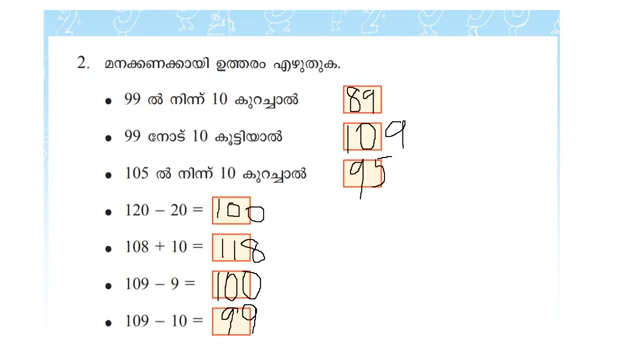 2. മനക്കണക്കായി ഉത്തരം എഴുതുക.
• 99 ൽ നിന്ന് 10 കുറച്ചാൽ 89
• 99 നോട് 10 കൂട്ടിയാൽ 109
• 105 ൽ നിന്ന് 10 കുറച്ചാൽ 95
• 120 − 20 = 100
• 108 + 10 = 118
• 109 − 9 = 100
• 109 − 10 = 99